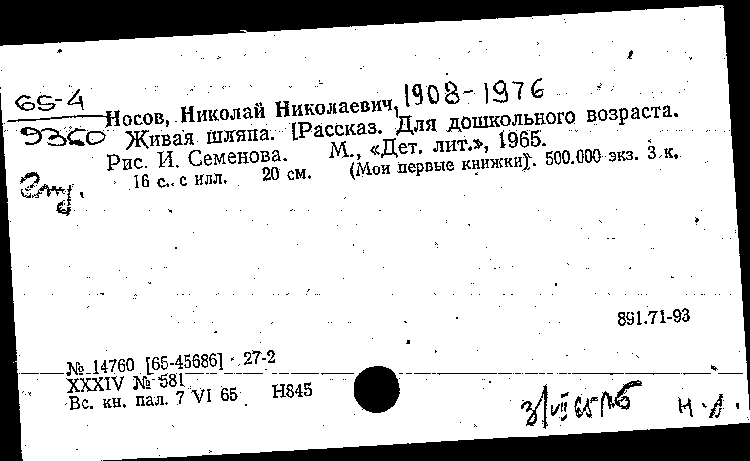 65-4
9360
Носов, Николай Николаевич, 1908-1976
Живая шляпа. [Рассказ. Для дошкольного возраста.
Рис. И. Семенова. М., «Дет. лит.», 1965.
16 с. с илл. 20 см. (Мои первые книжки). 500.000 экз. 3 к.
891.71-93
№ 14760 [65-45686] 27-2
XXXIV № 581
Вс. кн. пал. 7 VI 65 Н845
Н.Л.